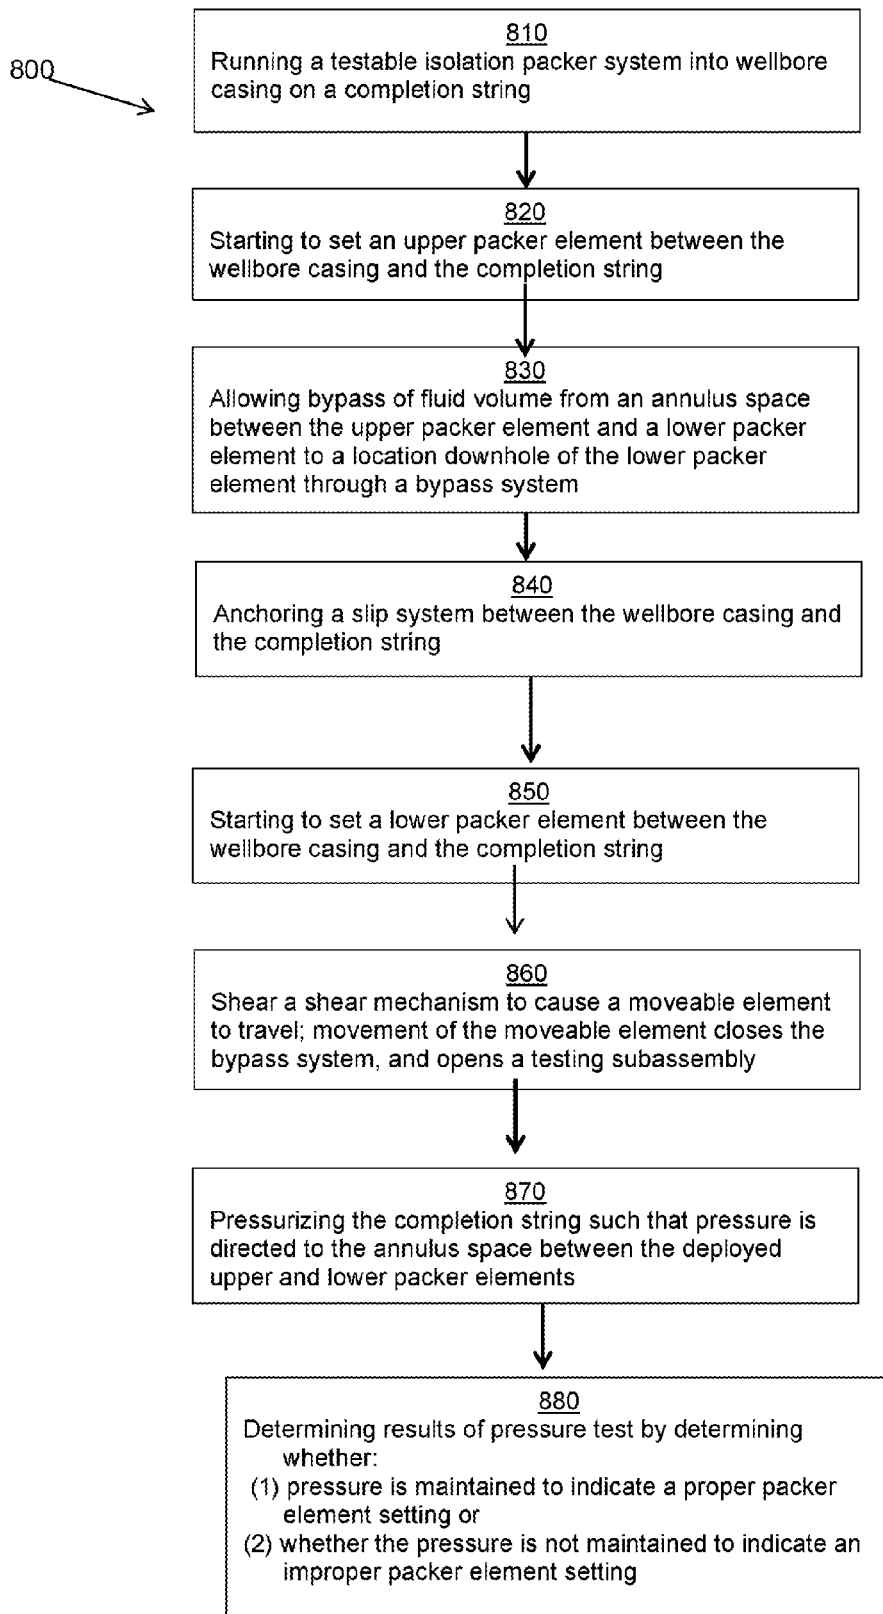 800
810
Running a testable isolation packer system into wellbore
casing on a completion string
820
Starting to set an upper packer element between the
wellbore casing and the completion string
830
Allowing bypass of fluid volume from an annulus space
between the upper packer element and a lower packer
element to a location downhole of the lower packer
element through a bypass system
840
Anchoring a slip system between the wellbore casing and
the completion string
850
Starting to set a lower packer element between the
wellbore casing and the completion string
860
Shear a shear mechanism to cause a moveable element
to travel; movement of the moveable element closes the
bypass system, and opens a testing subassembly
870
Pressurizing the completion string such that pressure is
directed to the annulus space between the deployed
upper and lower packer elements
880
Determining results of pressure test by determining
whether:
(1) pressure is maintained to indicate a proper packer
element setting or
(2) whether the pressure is not maintained to indicate an
improper packer element setting